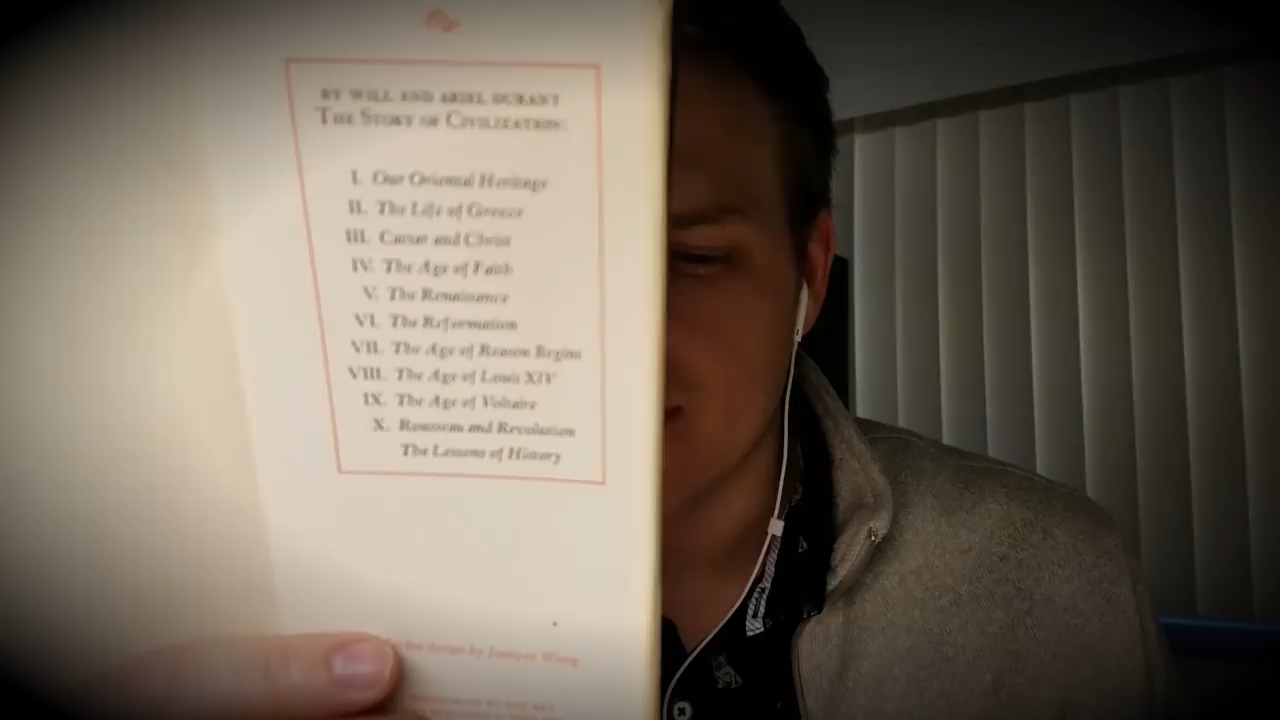 BY WILL AND ARIEL DURANT
THE STORY OF CIVILIZATION:
I. Our Oriental Heritage
II. The Life of Greece
III. Caesar and Christ
IV. The Age of Faith
V. The Renaissance
VI. The Reformation
VII. The Age of Reason Begins
VIII. The Age of Louis XIV
IX. The Age of Voltaire
X. Rousseau and Revolution
The Lessons of History
design by